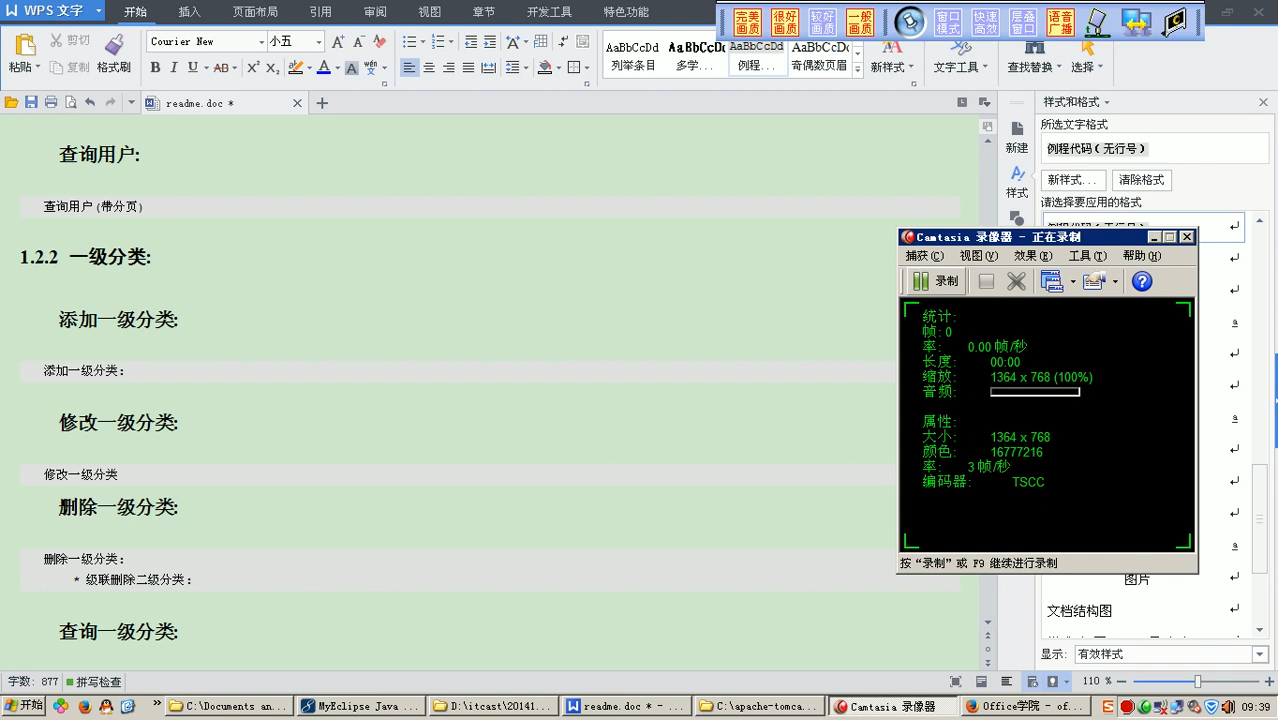 WPS 文字
开始
插入
页面布局
引用
审阅
视图
章节
开发工具
特色功能
完美画质
很好画质
较好画质
一般画质
窗口模式
快速高效
层叠窗口
语音广播
粘贴
剪切
复制
格式刷
Courier New
小五
AaBbCcDd
列举条目
AaBbCcDd
多学...
AaBbCcDd
例程...
AaBbCcDd
奇偶数页眉
新样式
文字工具
查找替换
选择
readme.doc *
查询用户:
查询用户(带分页)
1.2.2 一级分类:
添加一级分类:
添加一级分类:
修改一级分类:
修改一级分类
删除一级分类:
删除一级分类:
* 级联删除二级分类:
查询一级分类:
新建
样式
样式和格式
所选文字格式
例程代码(无行号)
新样式...
清除格式
请选择要应用的格式
图片
文档结构图
显示: 有效样式
Camtasia 录像器 - 正在录制
捕获(C) 视图(V) 效果(E) 工具(T) 帮助(H)
录制
统计:
帧: 0
率: 0.00 帧/秒
长度: 00:00
缩放: 1364 x 768 (100%)
音频:
属性:
大小: 1364 x 768
颜色: 16777216
率: 3 帧/秒
编码器: TSCC
按“录制”或 F9 继续进行录制
字数: 877
拼写检查
110 %
开始
C:\Documents an...
MyEclipse Java ...
D:\itcast\20141...
readme.doc * - ...
C:\apache-tomca...
Camtasia 录像器
Office学院 - of...
09:39